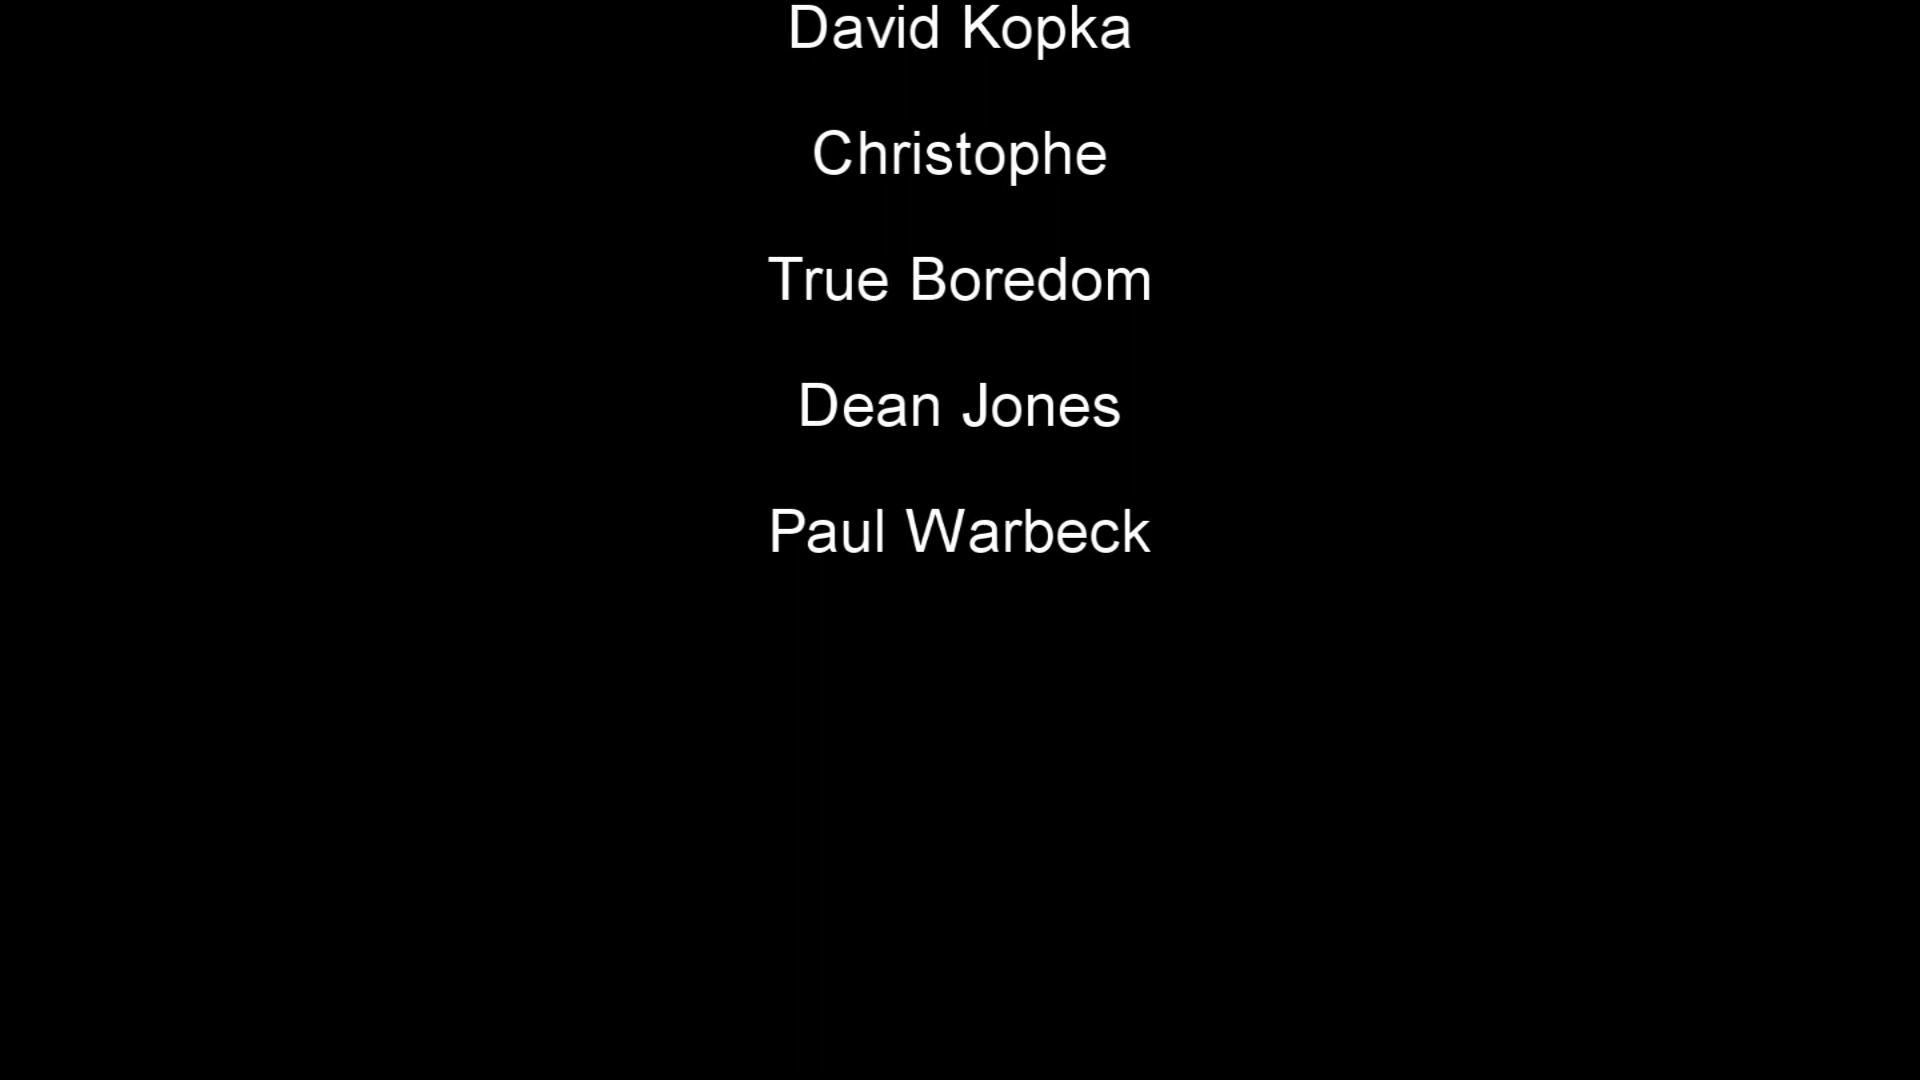 David Kopka
Christophe
True Boredom
Dean Jones
Paul Warbeck